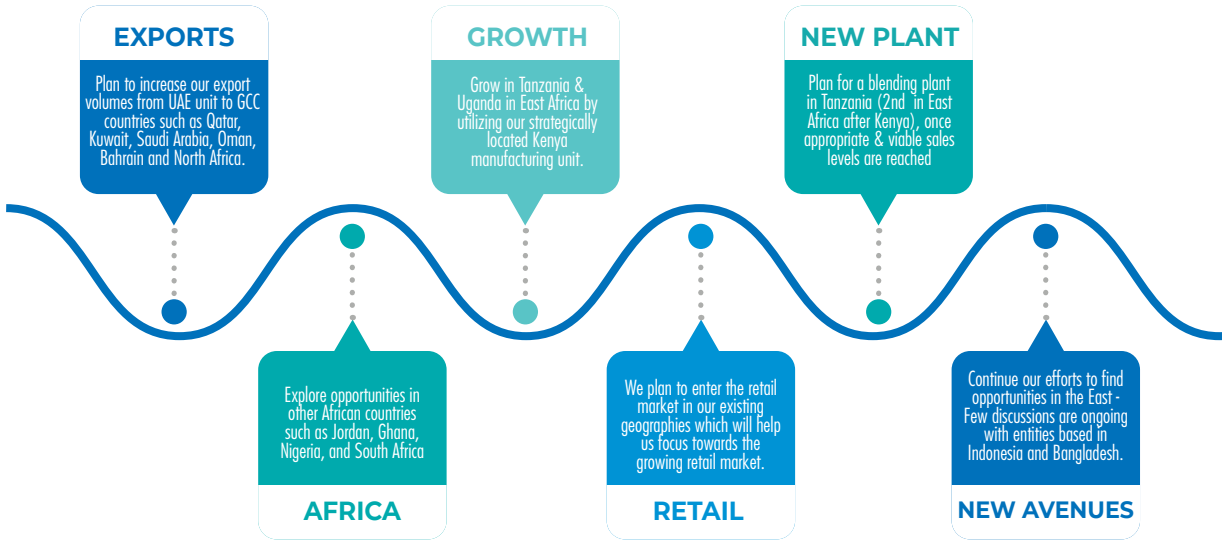 EXPORTS
Plan to increase our export
volumes from UAE unit to GCC
countries such as Qatar,
Kuwait, Saudi Arabia, Oman,
Bahrain and North Africa.
Explore opportunities in
other African countries
such as Jordan, Ghana,
Nigeria, and South Africa
AFRICA
GROWTH
Grow in Tanzania &
Uganda in East Africa by
utilizing our strategically
located Kenya
manufacturing unit.
We plan to enter the retail
market in our existing
geographies which will help
us focus towards the
growing retail market.
RETAIL
NEW PLANT
Plan for a blending plant
in Tanzania (2nd in East
Africa after Kenya), once
appropriate & viable sales
levels are reached
Continue our efforts to find
opportunities in the East -
Few discussions are ongoing
with entities based in
Indonesia and Bangladesh.
NEW AVENUES